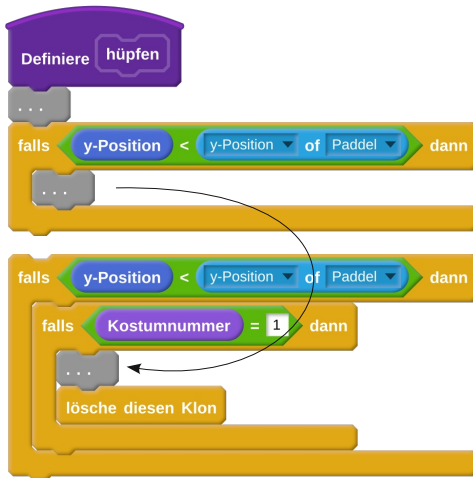 Definiere hüpfen
...
falls y-Position < y-Position of Paddel dann
...
falls y-Position < y-Position of Paddel dann
falls Kostumnummer = 1 dann
...
lösche diesen Klon